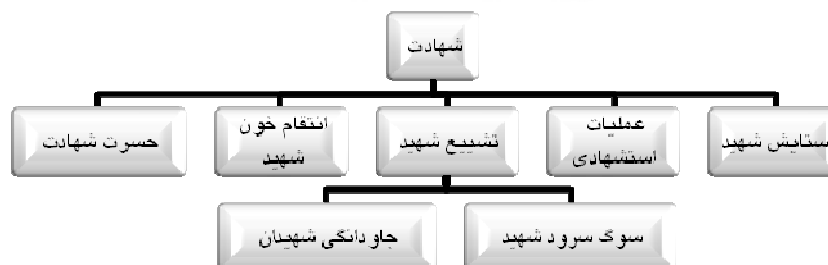 شهادت
ستایش شهید
عملیات
استشهادی
تشییع شهید
انتقام خون
شهید
حسرت شهادت
سوگ سرود شهید
جاودانگی شهیدان